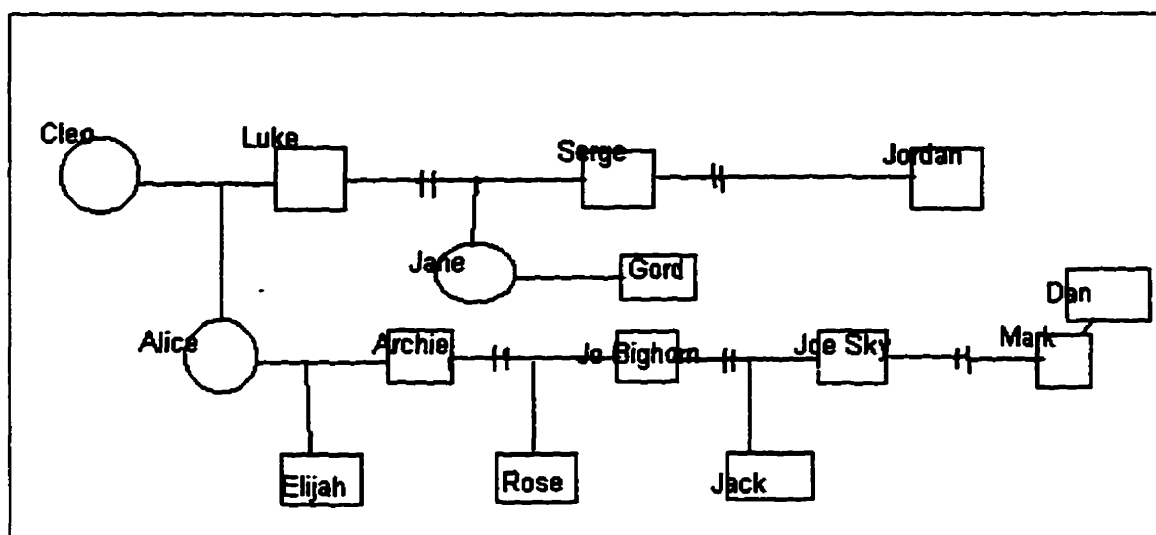 Cleo
Luke
Serge
Jordan
Jane
Gord
Dan
Alice
Archie
Jo Bighorn
Joe Sky
Mark
Elijah
Rose
Jack